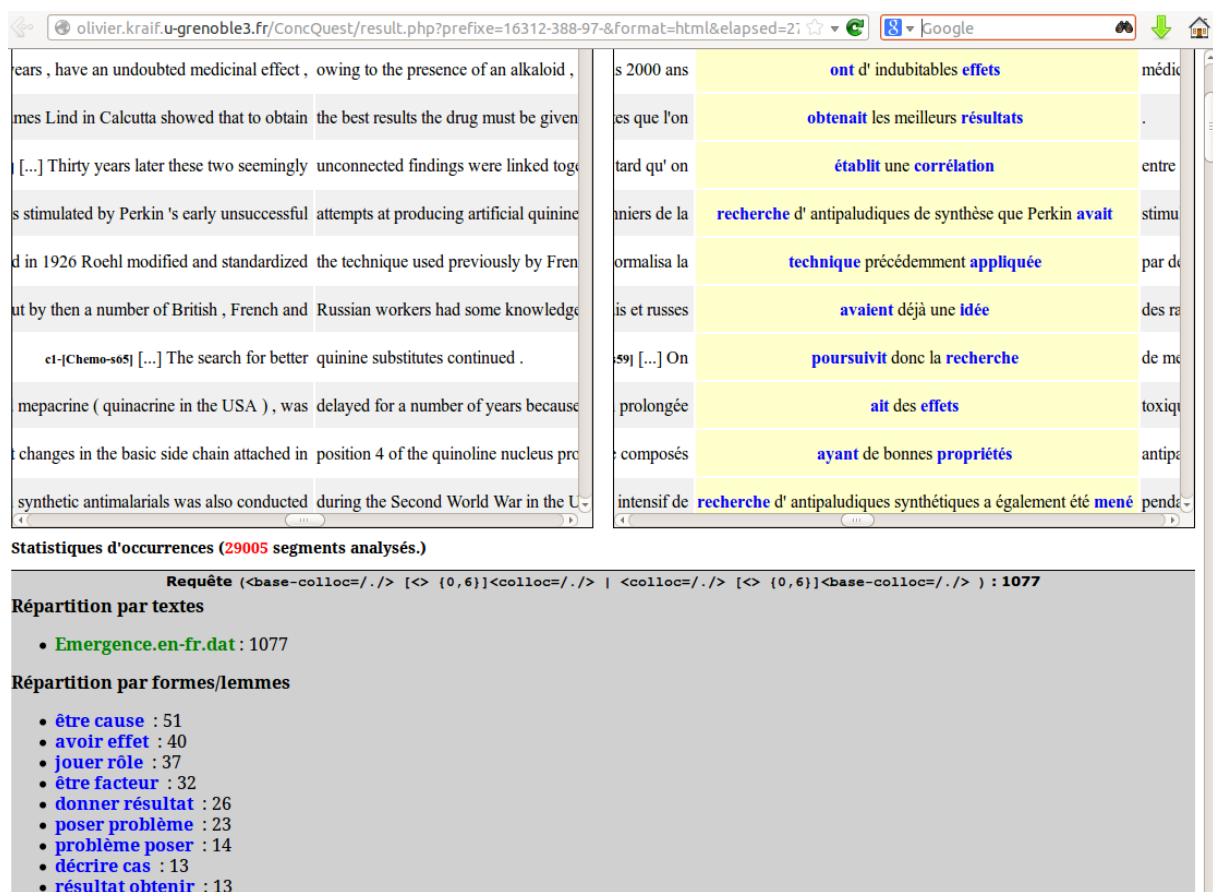 olivier.kraif.u-grenoble3.fr/ConcQuest/result.php?prefixe=16312-388-97-&format=html&elapsed=27 Google
ears , have an undoubted medicinal effect , owing to the presence of an alkaloid , s 2000 ans ont d' indubitables effets médic
mes Lind in Calcutta showed that to obtain the best results the drug must be given es que l'on obtenait les meilleurs résultats .
[...] Thirty years later these two seemingly unconnected findings were linked toge tard qu' on établit une corrélation entre
s stimulated by Perkin 's early unsuccessful attempts at producing artificial quinine nniers de la recherche d' antipaludiques de synthèse que Perkin avait stimu
d in 1926 Roehl modified and standardized the technique used previously by Fren ormalisa la technique précédemment appliquée par de
ut by then a number of British , French and Russian workers had some knowledge is et russes avaient déjà une idée des ra
c1-[Chemo-s65] [...] The search for better quinine substitutes continued . s59] [...] On poursuivit donc la recherche de me
mepacrine ( quinacrine in the USA ) , was delayed for a number of years because prolongée ait des effets toxiqu
t changes in the basic side chain attached in position 4 of the quinoline nucleus pro composés ayant de bonnes propriétés antipa
synthetic antimalarials was also conducted during the Second World War in the U intensif de recherche d' antipaludiques synthétiques a également été mené penda
Statistiques d'occurrences (29005 segments analysés.)
Requête (<base-colloc=/./> [<> {0,6}]<colloc=/./> | <colloc=/./> [<> {0,6}]<base-colloc=/./> ) : 1077
Répartition par textes
• Emergence.en-fr.dat : 1077
Répartition par formes/lemmes
• être cause : 51
• avoir effet : 40
• jouer rôle : 37
• être facteur : 32
• donner résultat : 26
• poser problème : 23
• problème poser : 14
• décrire cas : 13
• résultat obtenir : 13